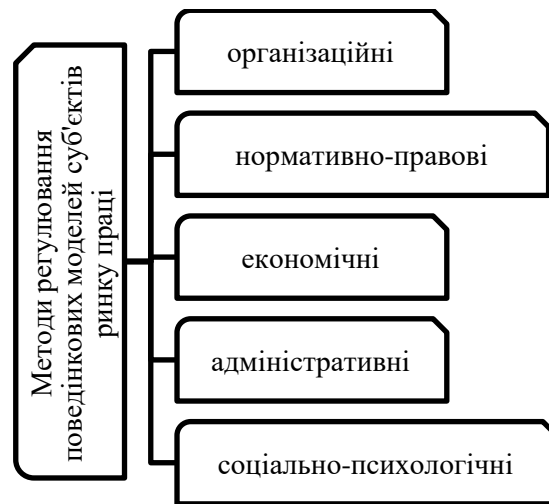 Методи регулювання
поведінкових моделей суб'єктів
ринку праці
організаційні
нормативно-правові
економічні
адміністративні
соціально-психологічні